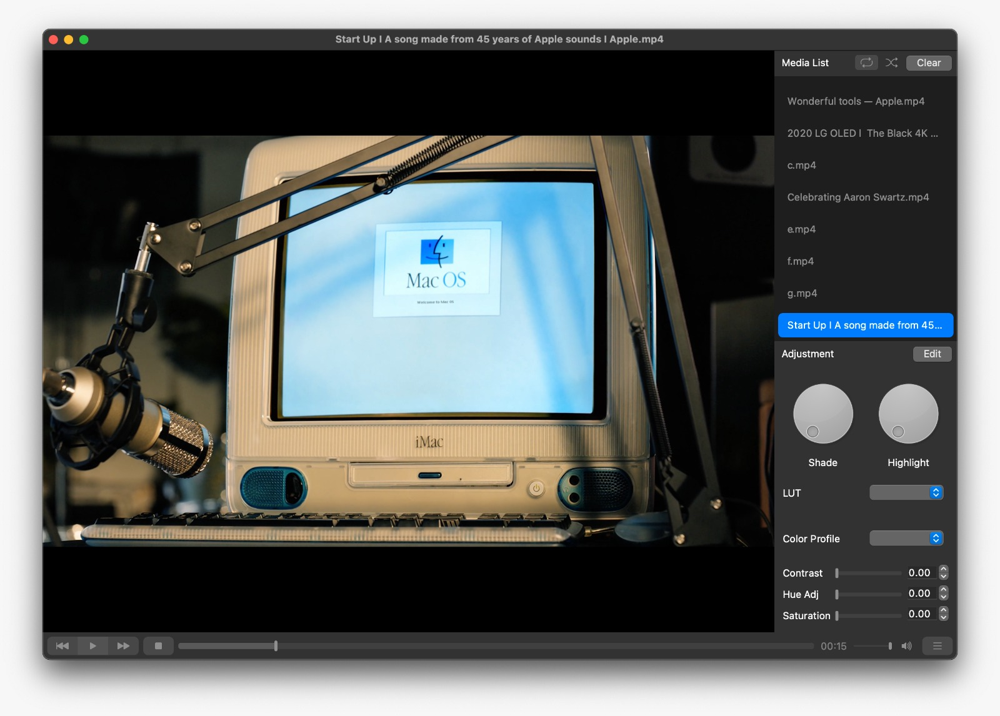 Start Up I A song made from 45 years of Apple sounds I Apple.mp4
Media List
Clear
Wonderful tools — Apple.mp4
2020 LG OLED I  The Black 4K ...
c.mp4
Celebrating Aaron Swartz.mp4
e.mp4
f.mp4
g.mp4
Start Up I A song made from 45...
Mac OS
Welcome to Mac OS
iMac
Adjustment
Edit
Shade
Highlight
LUT
Color Profile
Contrast
0.00
Hue Adj
0.00
Saturation
0.00
00:15